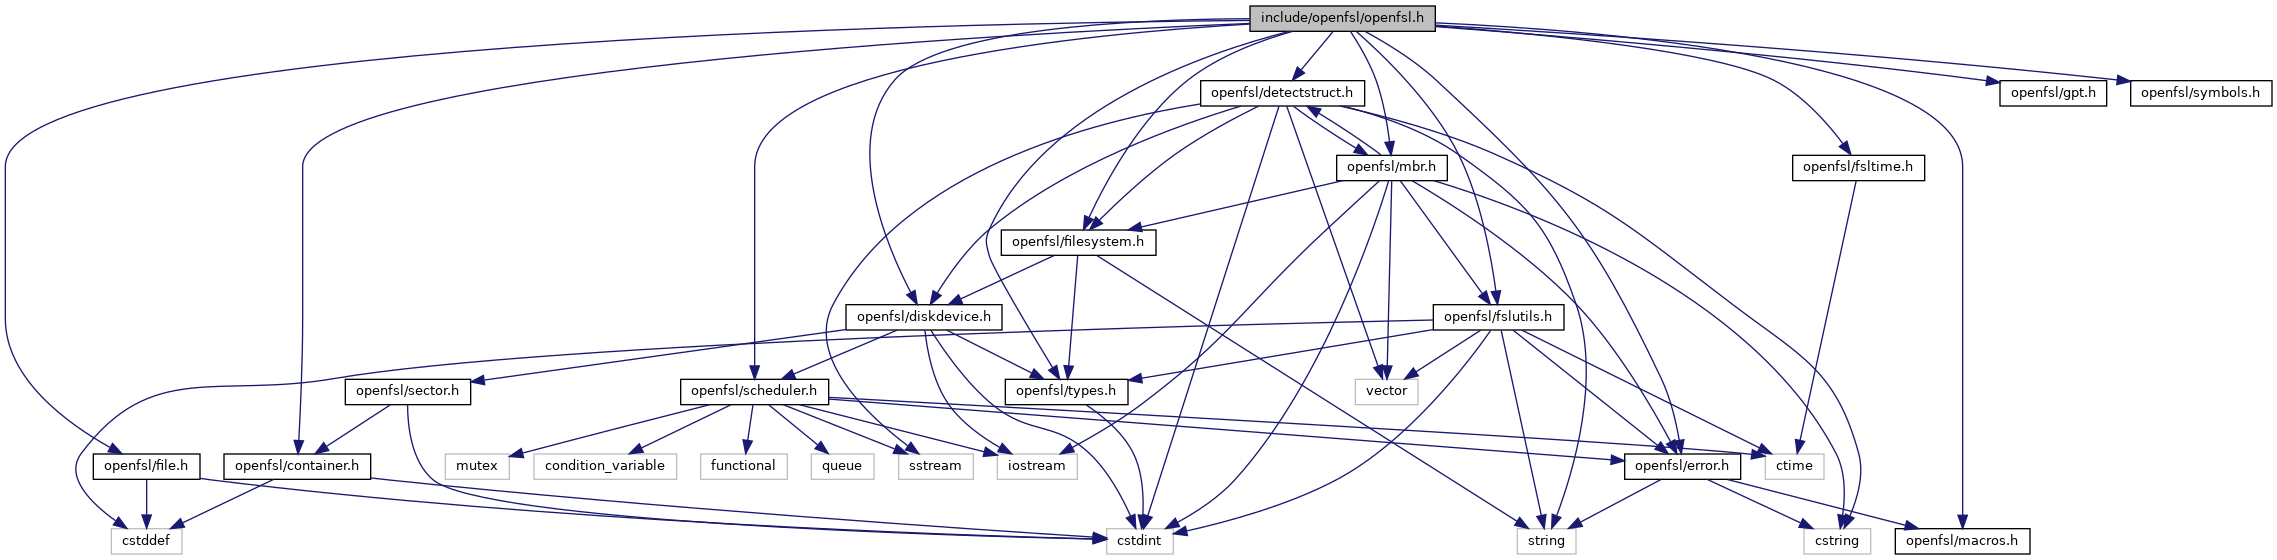 include/openfsl/openfsl.h
openfsl/detectstruct.h
openfsl/gpt.h
openfsl/symbols.h
openfsl/mbr.h
openfsl/fsltime.h
openfsl/filesystem.h
openfsl/diskdevice.h
openfsl/fslutils.h
openfsl/sector.h
openfsl/scheduler.h
openfsl/types.h
vector
openfsl/file.h
openfsl/container.h
mutex
condition_variable
functional
queue
sstream
iostream
openfsl/error.h
ctime
cstddef
cstdint
string
cstring
openfsl/macros.h